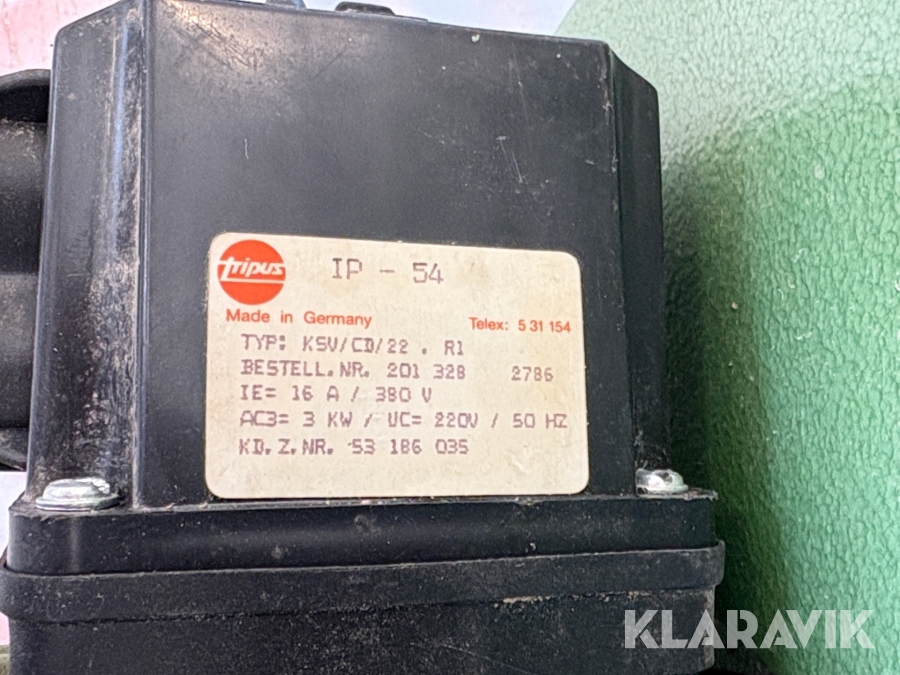 tripus IP - 54
Made in Germany Telex: 5 31 154
TYP: KSV/CD/22 . R1
BESTELL.NR. 201 328 2786
IE= 16 A / 380 V
AC3= 3 KW / UC= 220V / 50 HZ
KD.Z.NR. 53 186 035
KLARAVIK